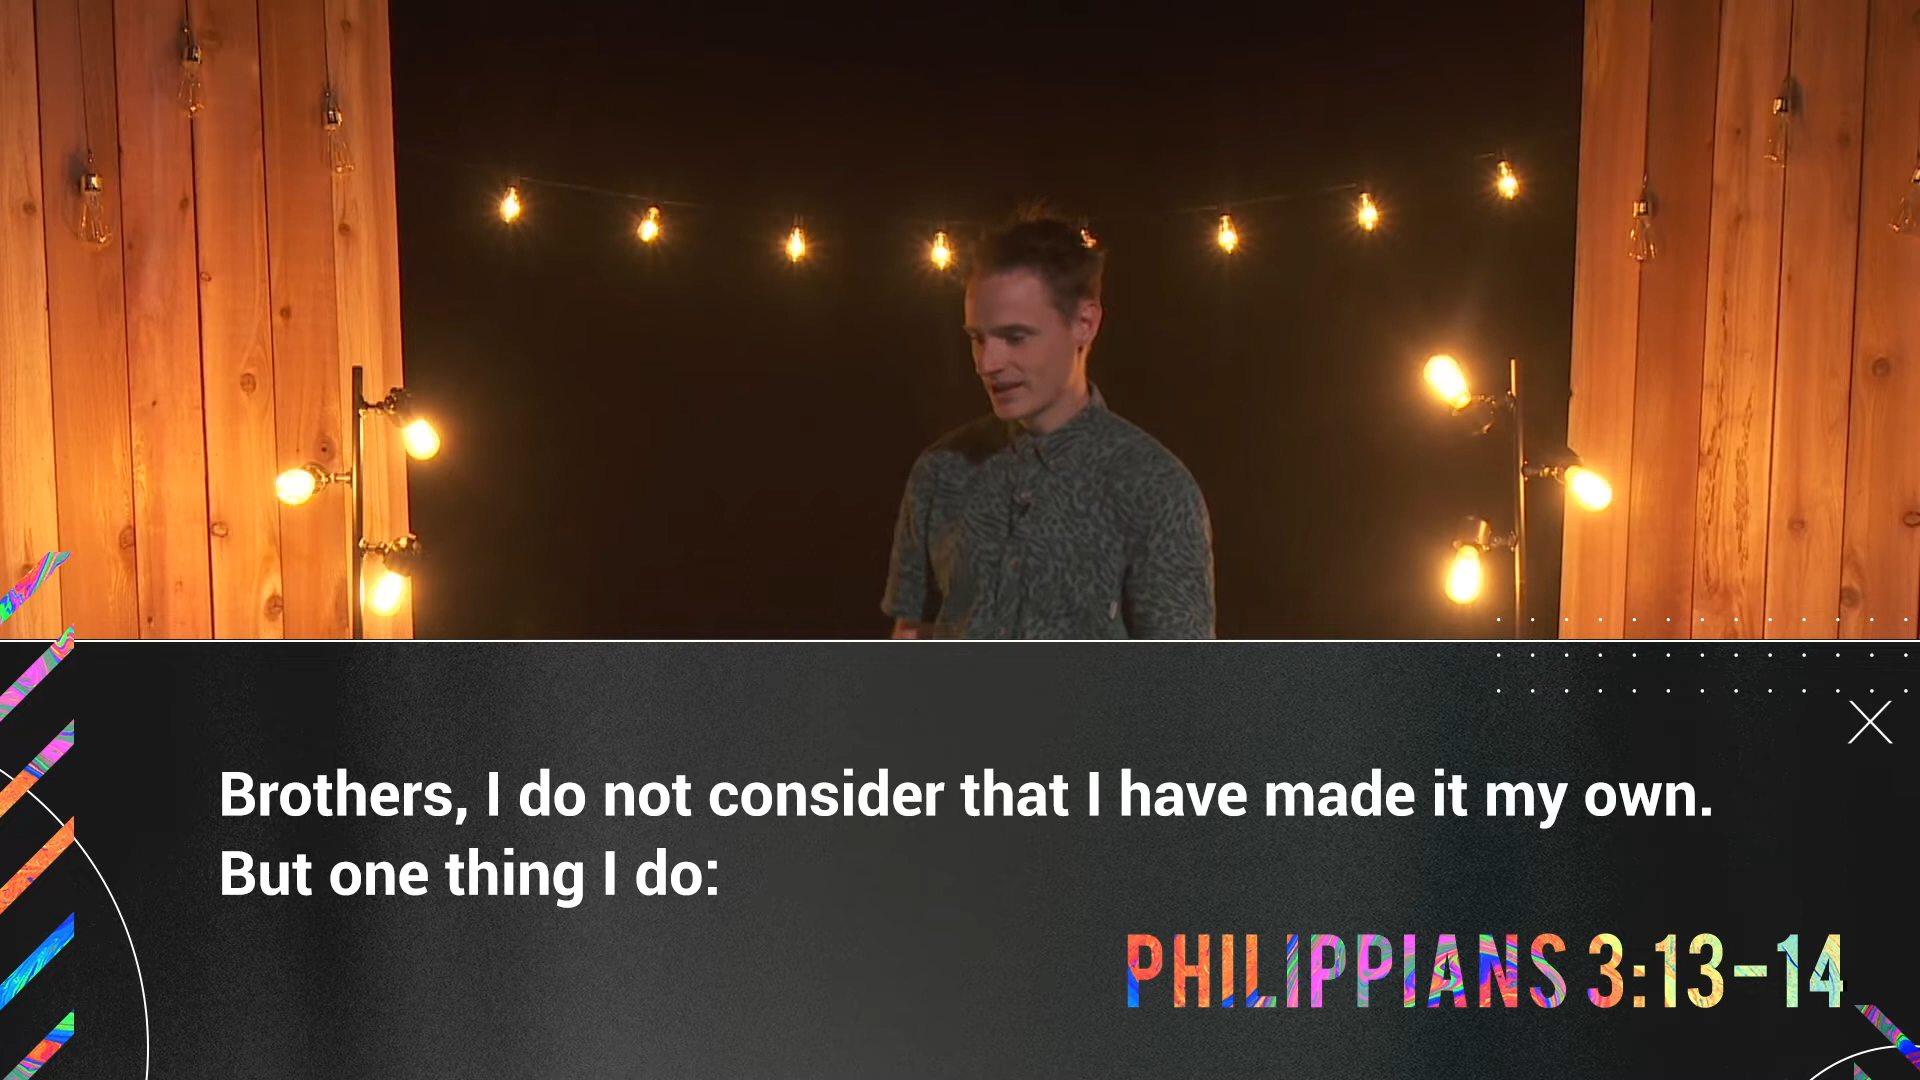 Brothers, I do not consider that I have made it my own.
But one thing I do:
PHILIPPIANS 3:13-14